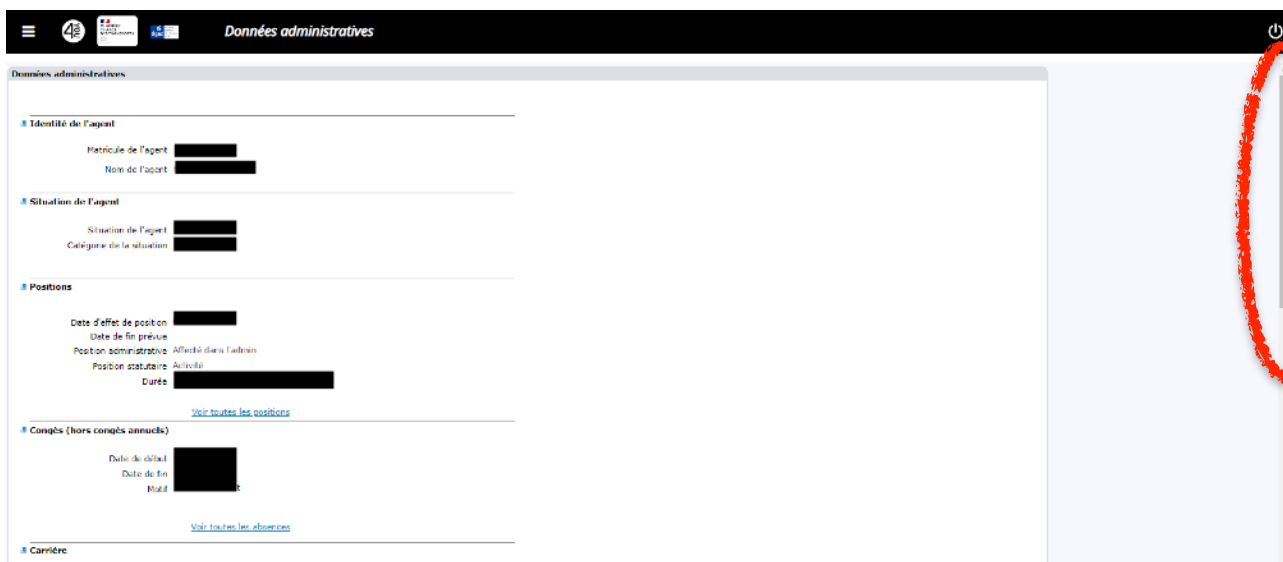 Données administratives
Données administratives
Identité de l'agent
Matricule de l'agent
Nom de l'agent
Situation de l'agent
Situation de l'agent
Catégorie de la situation
Positions
Date d'effet de position
Date de fin prévue
Position administrative Affecté dans l'admin
Position statutaire Activité
Durée
Voir toutes les positions
Congés (hors congés annuels)
Date de début
Date de fin
Motif t
Voir toutes les absences
Carrière